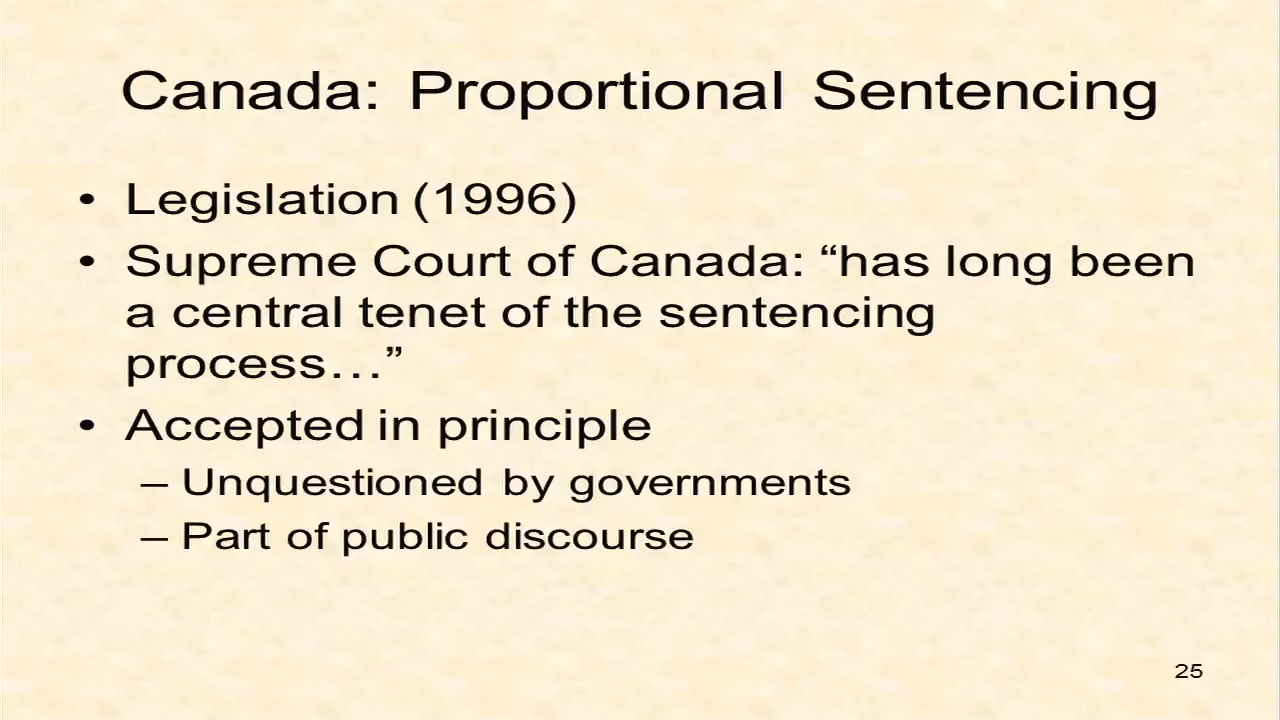 Canada: Proportional Sentencing
• Legislation (1996)
• Supreme Court of Canada: “has long been
a central tenet of the sentencing
process…”
• Accepted in principle
– Unquestioned by governments
– Part of public discourse
25